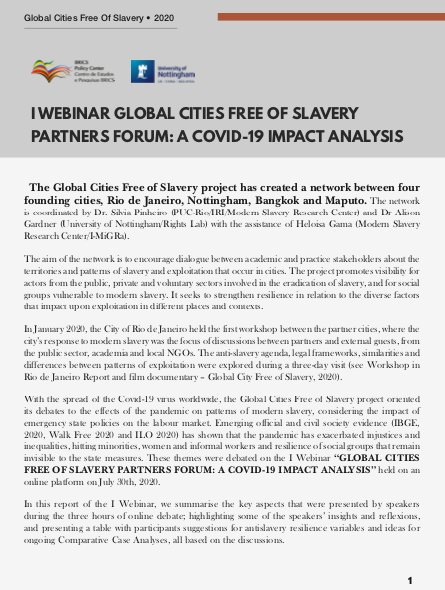 Global Cities Free Of Slavery • 2020
BRICS
Policy Center
Centro de Estudos
e Pesquisas BRICS
University of
Nottingham
UK | CHINA | MALAYSIA
I WEBINAR GLOBAL CITIES FREE OF SLAVERY
PARTNERS FORUM: A COVID-19 IMPACT ANALYSIS
The Global Cities Free of Slavery project has created a network between four
founding cities, Rio de Janeiro, Nottingham, Bangkok and Maputo. The network
is coordinated by Dr. Silvia Pinheiro (PUC-Rio/IRI/Modern Slavery Research Center) and Dr Alison
Gardner (University of Nottingham/Rights Lab) with the assistance of Heloisa Gama (Modern Slavery
Research Center/I-MiGRa).
The aim of the network is to encourage dialogue between academic and practice stakeholders about the
territories and patterns of slavery and exploitation that occur in cities. The project promotes visibility for
actors from the public, private and voluntary sectors involved in the eradication of slavery, and for social
groups vulnerable to modern slavery. It seeks to strengthen resilience in relation to the diverse factors
that impact upon exploitation in different places and contexts.
In January 2020, the City of Rio de Janeiro held the first workshop between the partner cities, where the
city's response to modern slavery was the focus of discussions between partners and external guests, from
the public sector, academia and local NGOs. The anti-slavery agenda, legal frameworks, similarities and
differences between patterns of exploitation were explored during a three-day visit (see Workshop in
Rio de Janeiro Report and film documentary – Global City Free of Slavery, 2020).
With the spread of the Covid-19 virus worldwide, the Global Cities Free of Slavery project oriented
its debates to the effects of the pandemic on patterns of modern slavery, considering the impact of
emergency state policies on the labour market. Emerging official and civil society evidence (IBGE,
2020, Walk Free 2020 and ILO 2020) has shown that the pandemic has exacerbated injustices and
inequalities, hitting minorities, women and informal workers and resilience of social groups that remain
invisible to the state measures. These themes were debated on the I Webinar “GLOBAL CITIES
FREE OF SLAVERY PARTNERS FORUM: A COVID-19 IMPACT ANALYSIS” held on an
online platform on July 30th, 2020.
In this report of the I Webinar, we summarise the key aspects that were presented by speakers
during the three hours of online debate; highlighting some of the speakers' insights and reflexions,
and presenting a table with participants suggestions for antislavery resilience variables and ideas for
ongoing Comparative Case Analyses, all based on the discussions.
1